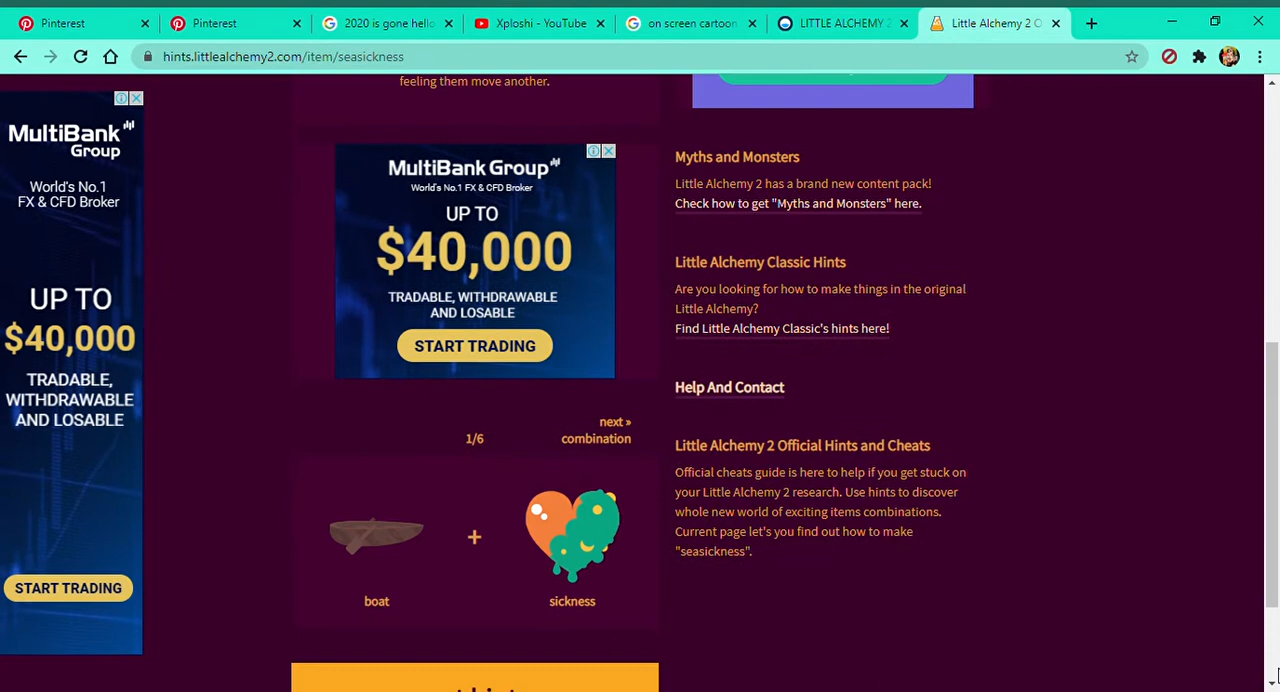 Pinterest
Pinterest
2020 is gone hello
Xploshi - YouTube
on screen cartoon
LITTLE ALCHEMY 2
Little Alchemy 2 O
hints.littlealchemy2.com/item/seasickness
feeling them move another.
MultiBank
Group
World's No.1
FX & CFD Broker
UP TO
$40,000
TRADABLE,
WITHDRAWABLE
AND LOSABLE
START TRADING
MultiBank Group
World's No.1 FX & CFD Broker
UP TO
$40,000
TRADABLE, WITHDRAWABLE
AND LOSABLE
START TRADING
1/6
next »
combination
+
boat
sickness
Myths and Monsters
Little Alchemy 2 has a brand new content pack!
Check how to get "Myths and Monsters" here.
Little Alchemy Classic Hints
Are you looking for how to make things in the original
Little Alchemy?
Find Little Alchemy Classic's hints here!
Help And Contact
Little Alchemy 2 Official Hints and Cheats
Official cheats guide is here to help if you get stuck on
your Little Alchemy 2 research. Use hints to discover
whole new world of exciting items combinations.
Current page let's you find out how to make
"seasickness".